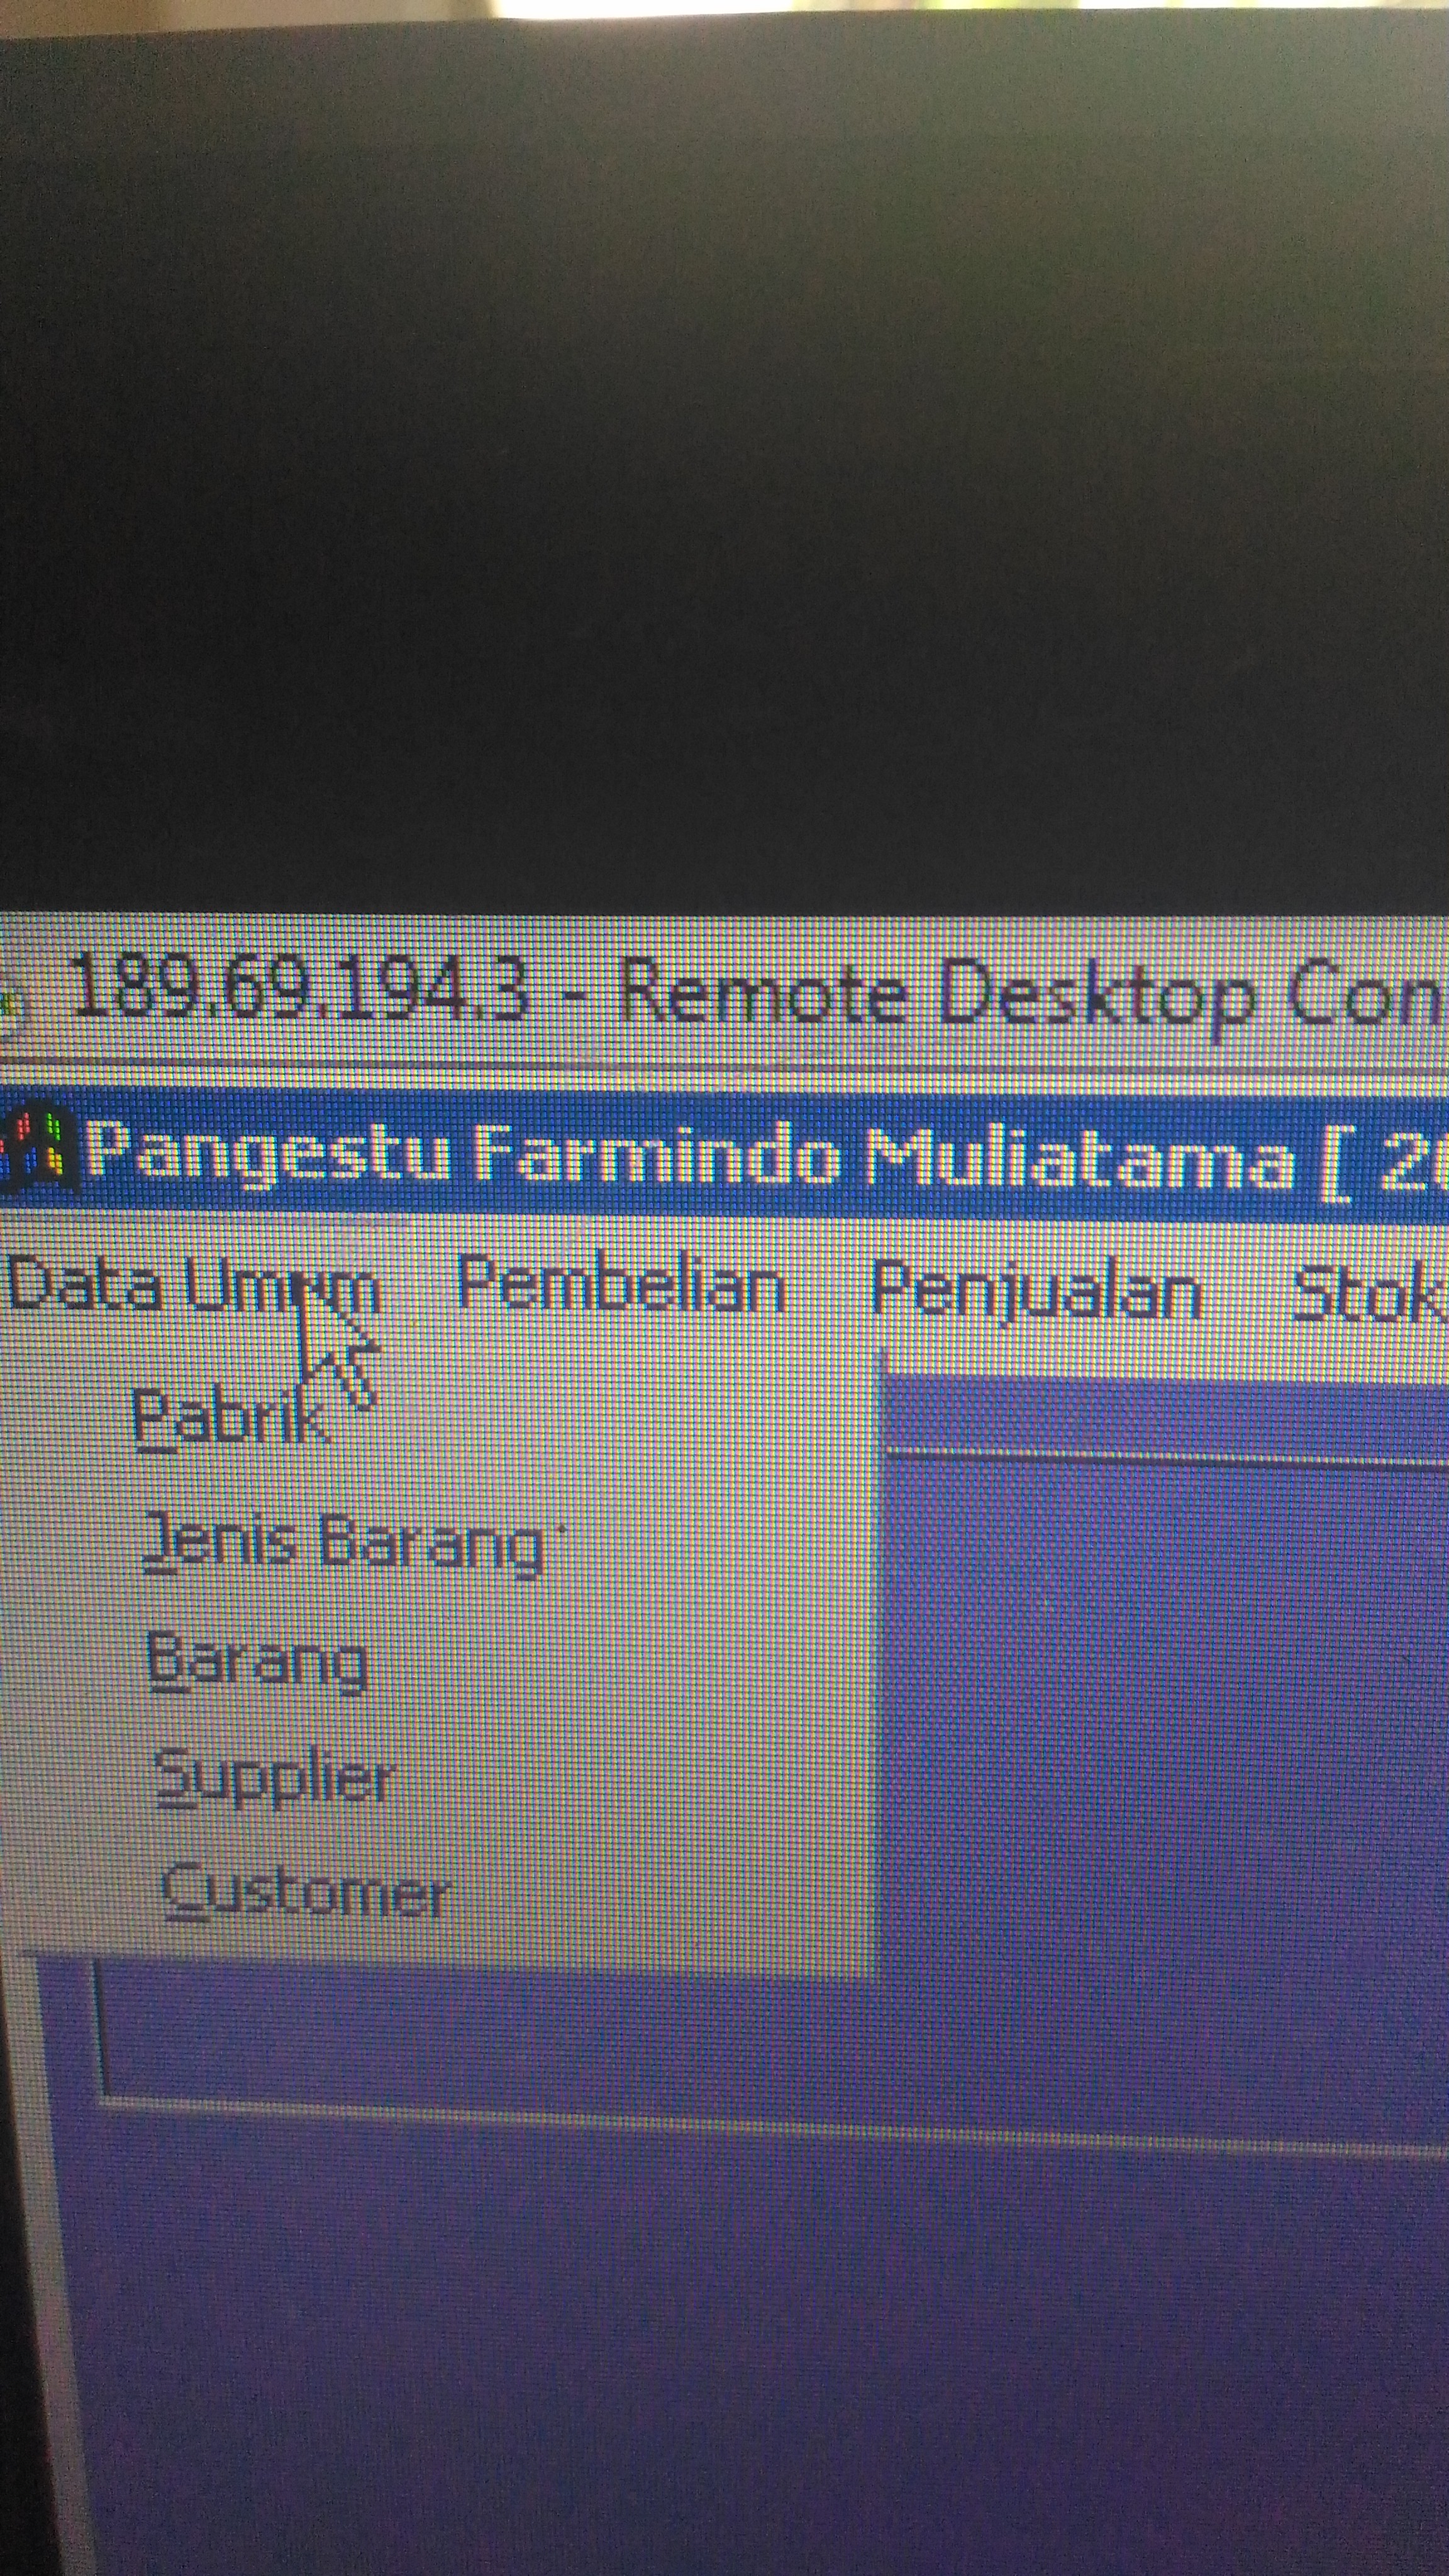 189.69.194.3 - Remote Desktop Con
Pangestu Farmindo Muliatama [ 20
Data Umum Pembelian Penjualan Stok
Pabrik
Jenis Barang
Barang
Supplier
Customer